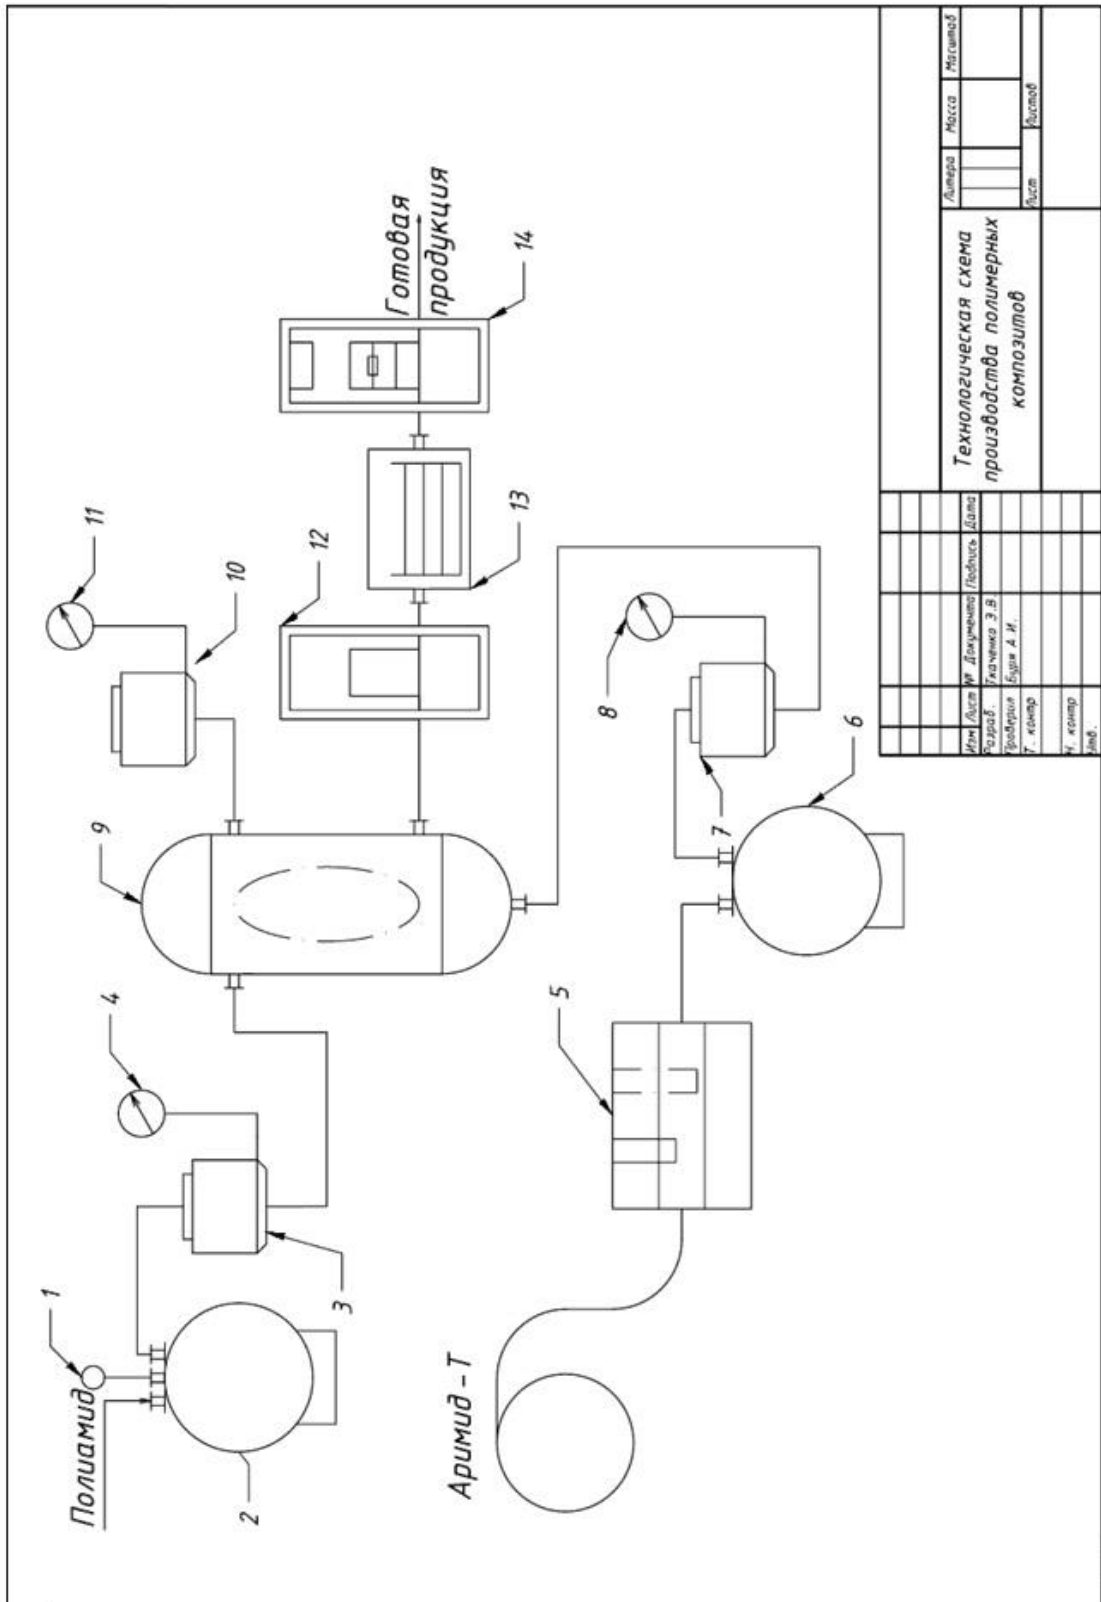 Полиамид
1
2
3
4
Аримид - Т
5
6
7
8
9
10
11
12
13
14
Готовая
продукция
Изм
Лист
№ Документа
Подпись
Дата
Разраб.
Ткаченко Э.В
Проверил
Буря А. И.
Т. контр
Н. контр
Утв.
Технологическая схема
производства полимерных
композитов
Литера
Масса
Масштаб
Лист
Листов